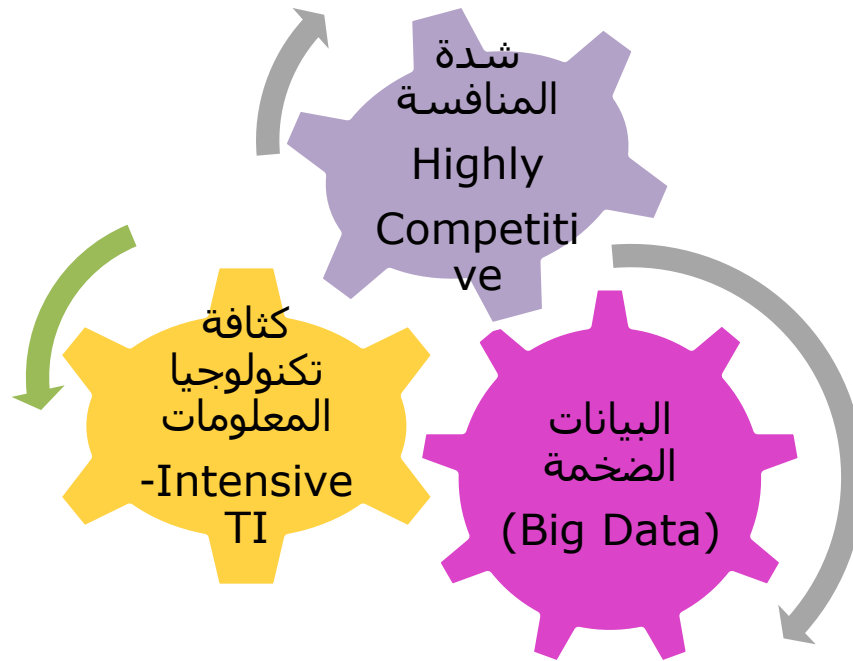 شدة
المنافسة
Highly
Competiti
ve
كثافة
تكنولوجيا
المعلومات
-Intensive
TI
البيانات
الضخمة
(Big Data)